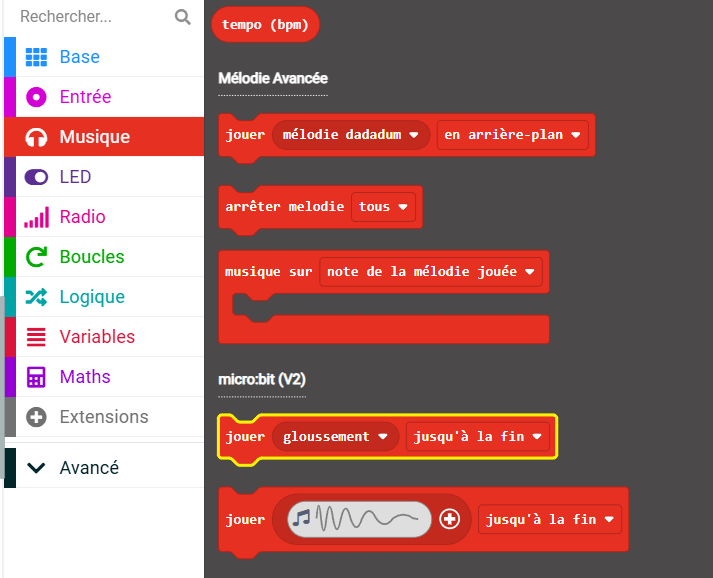 Rechercher...
Base
Entrée
Musique
LED
Radio
Boucles
Logique
Variables
Maths
Extensions
Avancé
tempo (bpm)
Mélodie Avancée
jouer mélodie dadadum en arrière-plan
arrêter melodie tous
musique sur note de la mélodie jouée
micro:bit (V2)
jouer gloussement jusqu'à la fin
jouer jusqu'à la fin